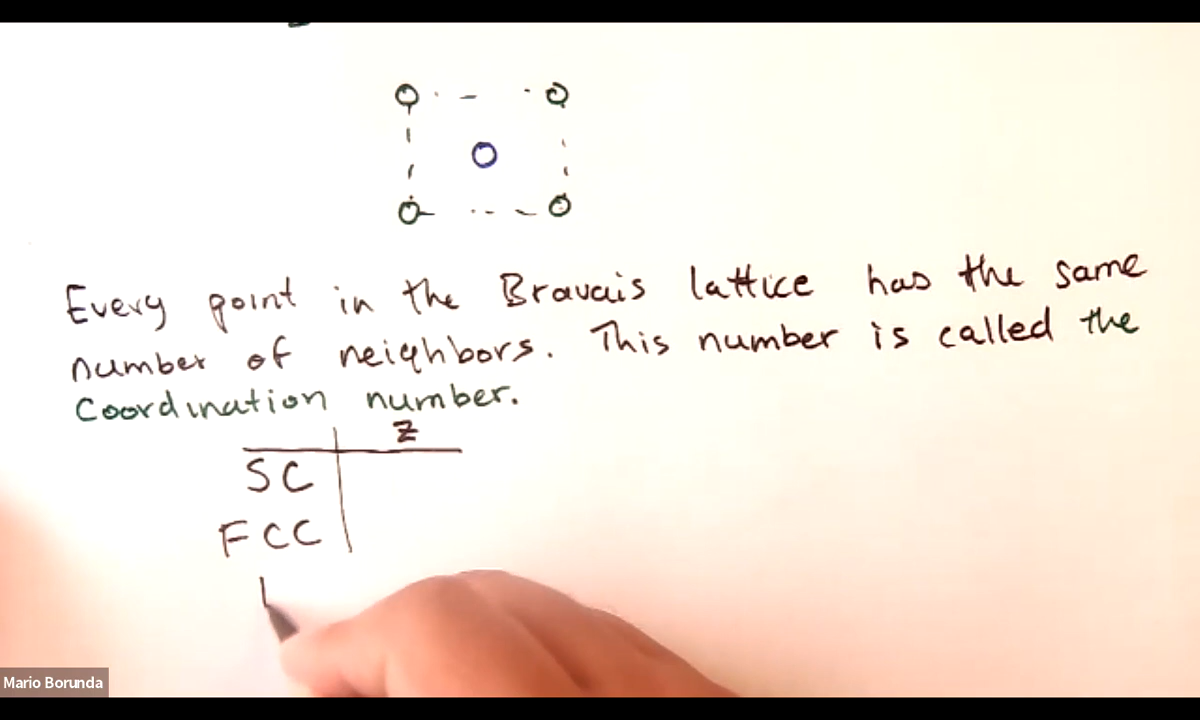 Every point in the Bravais lattice has the same
number of neighbors. This number is called the
Coordination number.
Z
SC
FCC
Mario Borunda